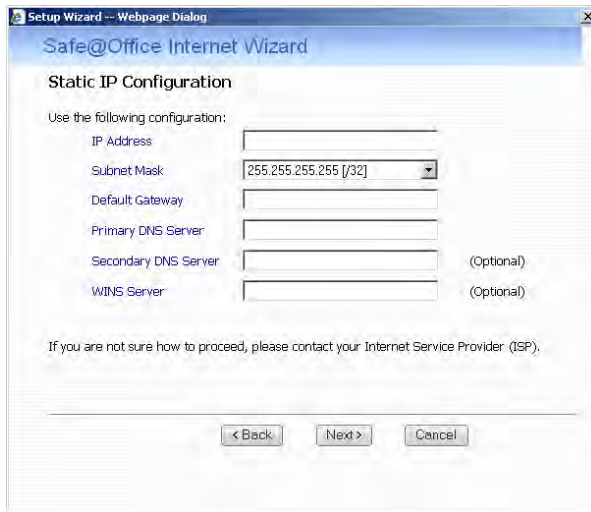 Setup Wizard -- Webpage Dialog
Safe@Office Internet Wizard
Static IP Configuration
Use the following configuration:
IP Address
Subnet Mask 255.255.255.255 [/32]
Default Gateway
Primary DNS Server
Secondary DNS Server (Optional)
WINS Server (Optional)
If you are not sure how to proceed, please contact your Internet Service Provider (ISP).
< Back Next > Cancel